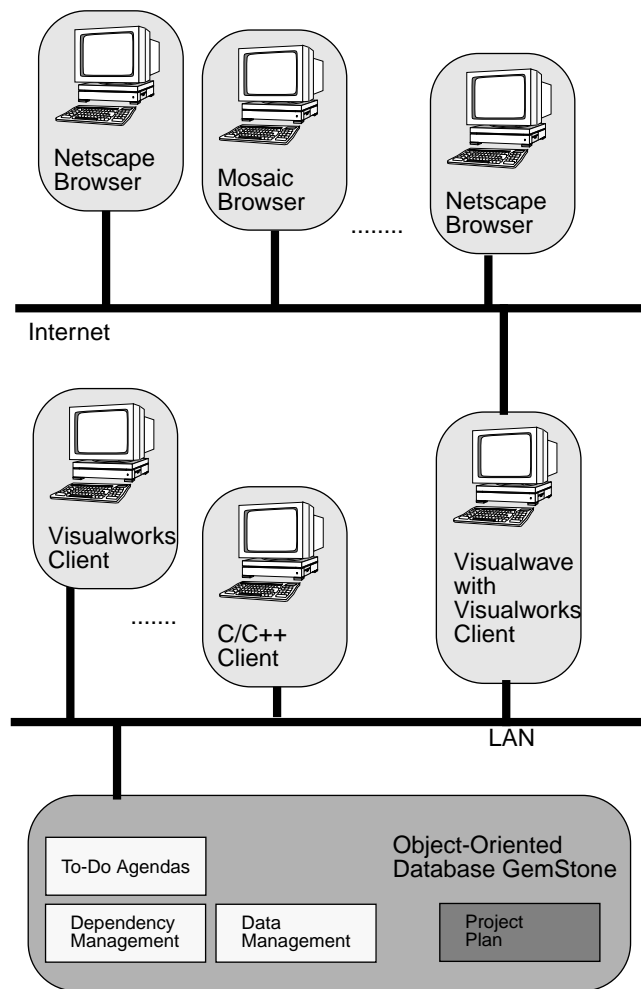 Netscape
Browser
Mosaic
Browser
........
Netscape
Browser
Internet
Visualworks
Client
.......
C/C++
Client
Visualwave
with
Visualworks
Client
LAN
To-Do Agendas
Object-Oriented
Database GemStone
Dependency
Management
Data
Management
Project
Plan